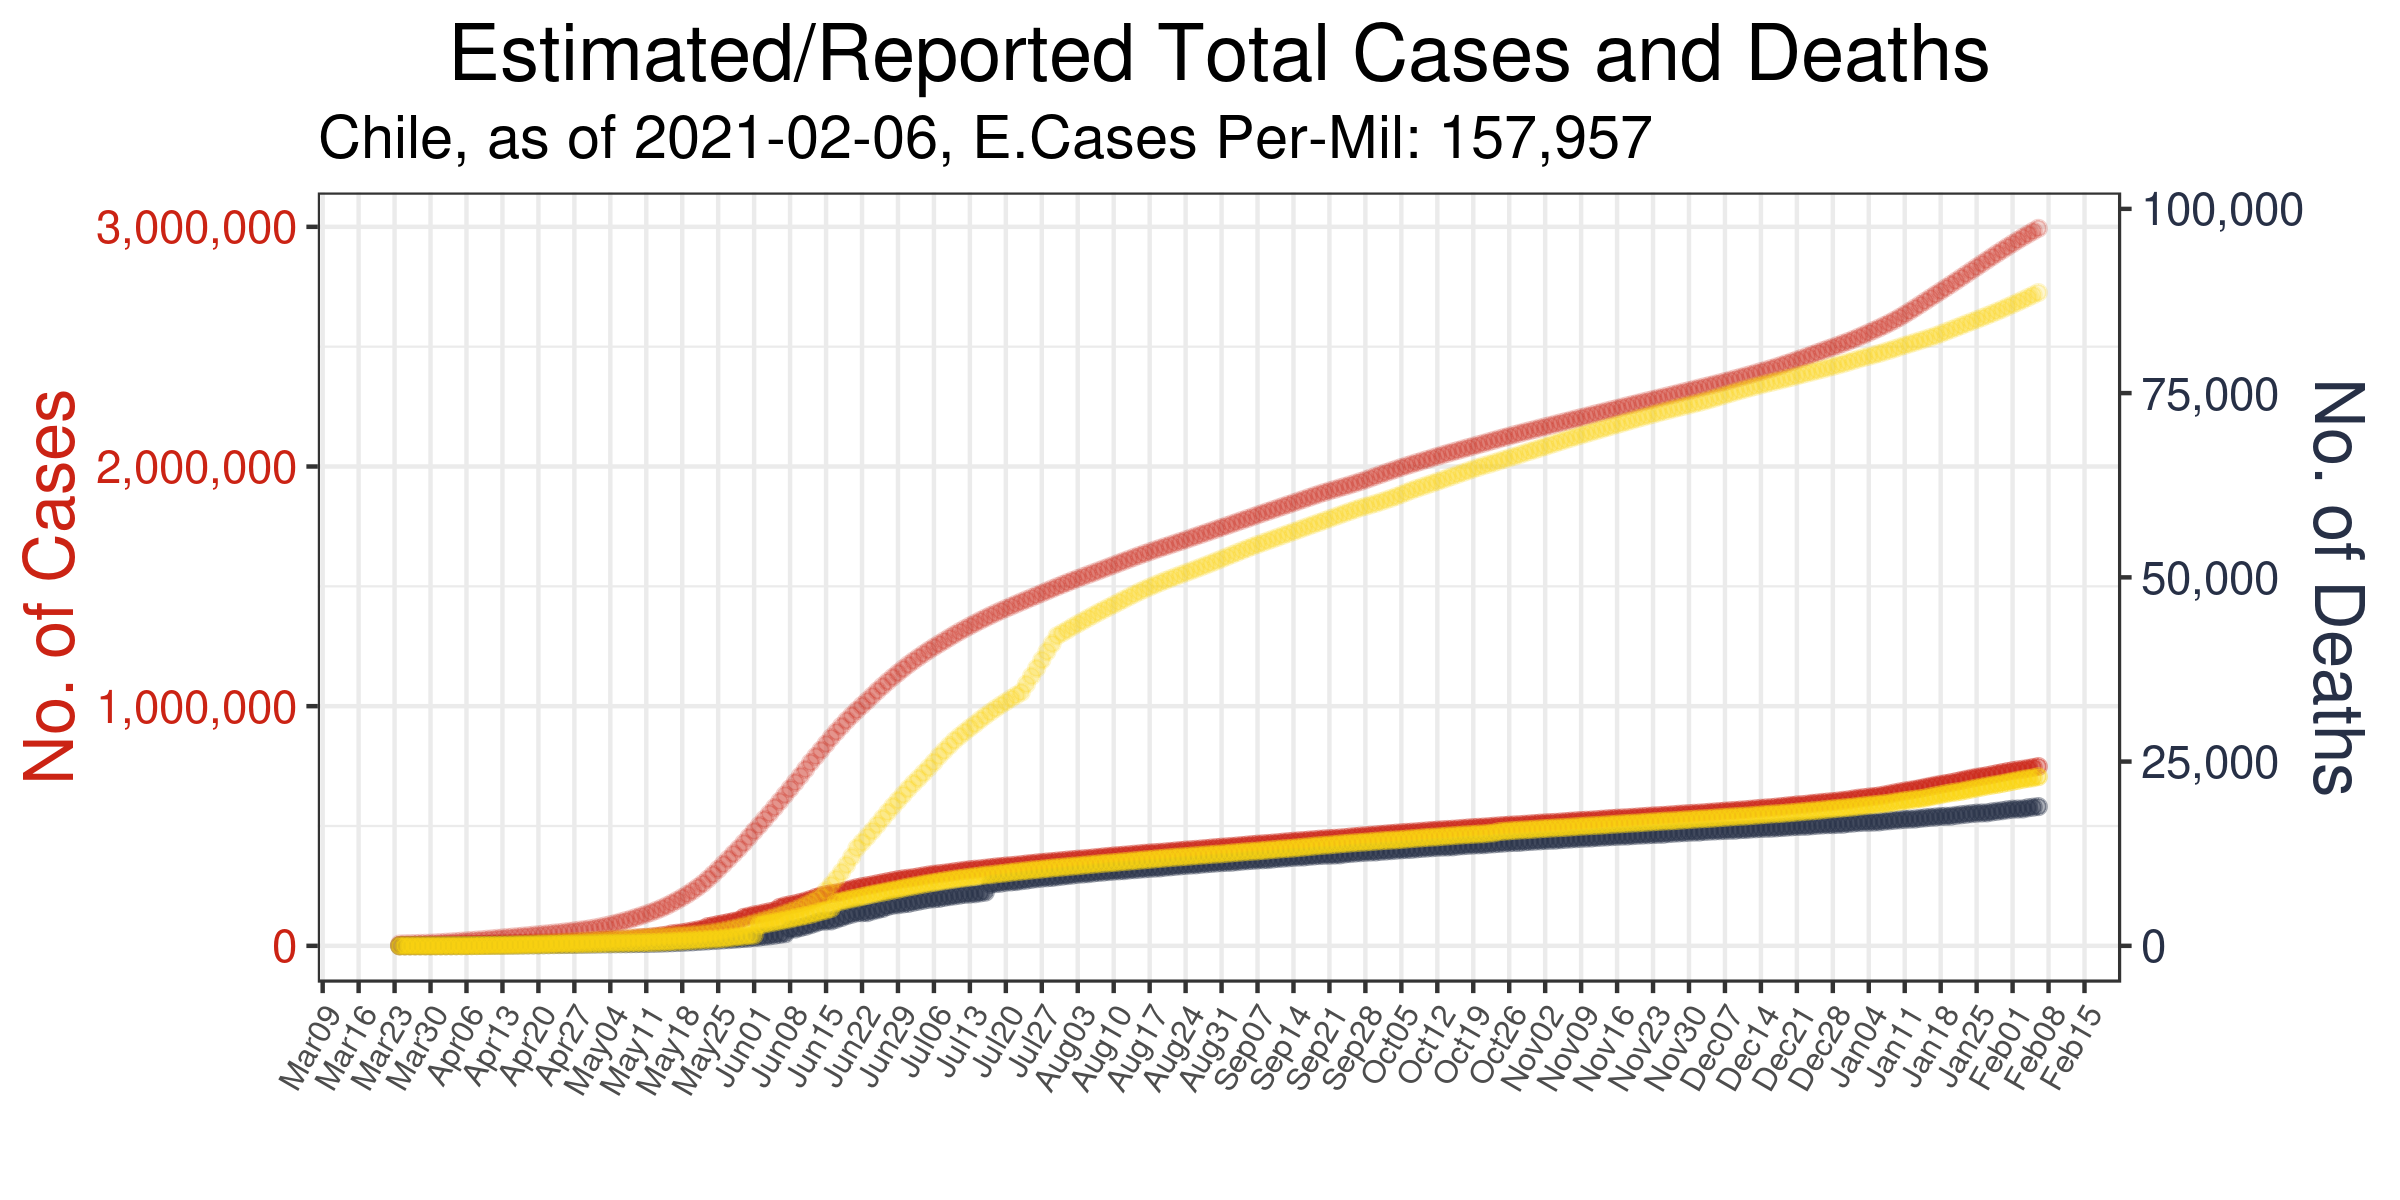 Estimated/Reported Total Cases and Deaths
Chile, as of 2021-02-06, E.Cases Per-Mil: 157,957
No. of Cases
3,000,000
2,000,000
1,000,000
0
100,000
75,000
50,000
25,000
0
No. of Deaths
Mar09
Mar16
Mar23
Mar30
Apr06
Apr13
Apr20
Apr27
May04
May11
May18
May25
Jun01
Jun08
Jun15
Jun22
Jun29
Jul06
Jul13
Jul20
Jul27
Aug03
Aug10
Aug17
Aug24
Aug31
Sep07
Sep14
Sep21
Sep28
Oct05
Oct12
Oct19
Oct26
Nov02
Nov09
Nov16
Nov23
Nov30
Dec07
Dec14
Dec21
Dec28
Jan04
Jan11
Jan18
Jan25
Feb01
Feb08
Feb15